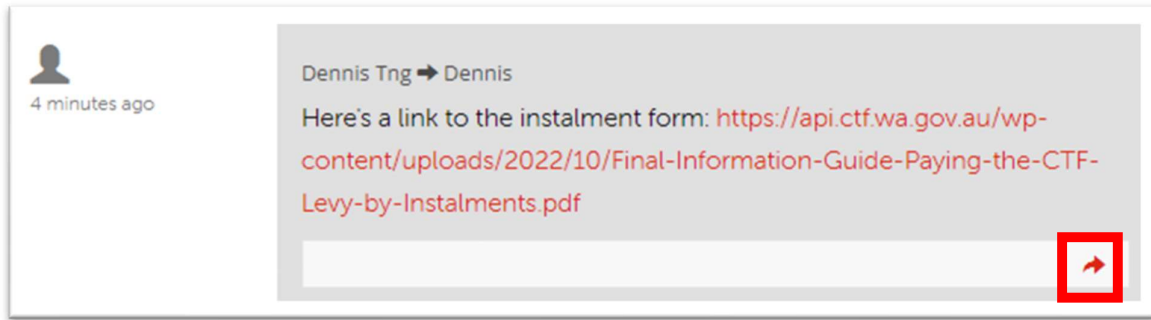 4 minutes ago
Dennis Tng ➜ Dennis
Here's a link to the instalment form: https://api.ctf.wa.gov.au/wp-
content/uploads/2022/10/Final-Information-Guide-Paying-the-CTF-
Levy-by-Instalments.pdf